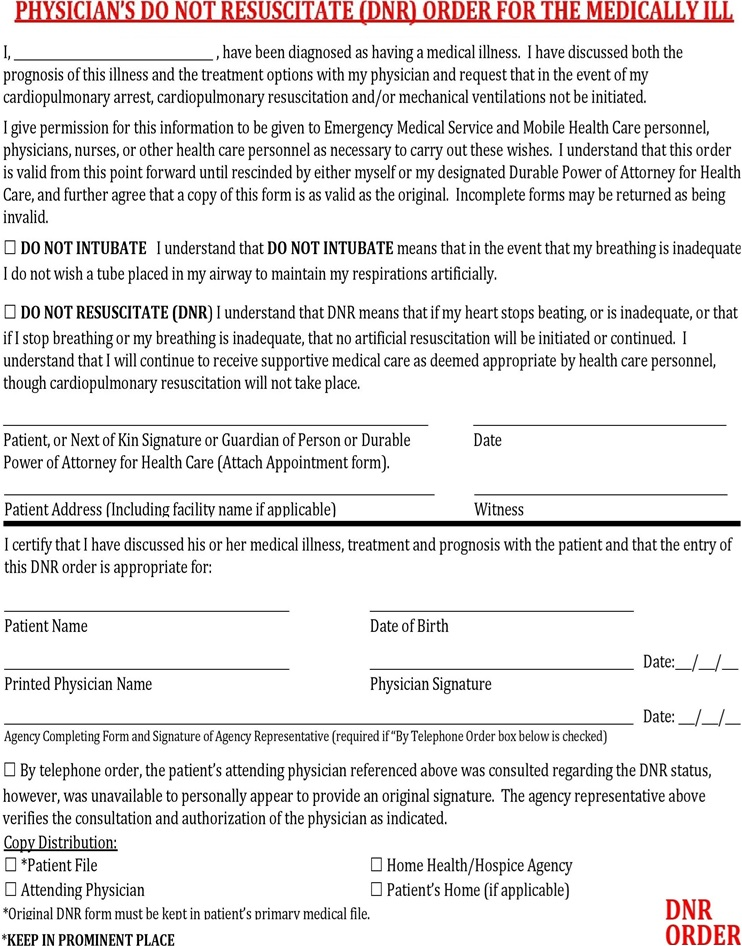 PHYSICIAN'S DO NOT RESUSCITATE (DNR) ORDER FOR THE MEDICALLY ILL
I, ______________________________ , have been diagnosed as having a medical illness. I have discussed both the
prognosis of this illness and the treatment options with my physician and request that in the event of my
cardiopulmonary arrest, cardiopulmonary resuscitation and/or mechanical ventilations not be initiated.
I give permission for this information to be given to Emergency Medical Service and Mobile Health Care personnel,
physicians, nurses, or other health care personnel as necessary to carry out these wishes. I understand that this order
is valid from this point forward until rescinded by either myself or my designated Durable Power of Attorney for Health
Care, and further agree that a copy of this form is as valid as the original. Incomplete forms may be returned as being
invalid.
☐ DO NOT INTUBATE I understand that DO NOT INTUBATE means that in the event that my breathing is inadequate
I do not wish a tube placed in my airway to maintain my respirations artificially.
☐ DO NOT RESUSCITATE (DNR) I understand that DNR means that if my heart stops beating, or is inadequate, or that
if I stop breathing or my breathing is inadequate, that no artificial resuscitation will be initiated or continued. I
understand that I will continue to receive supportive medical care as deemed appropriate by health care personnel,
though cardiopulmonary resuscitation will not take place.
Patient, or Next of Kin Signature or Guardian of Person or Durable Date
Power of Attorney for Health Care (Attach Appointment form).
Patient Address (Including facility name if applicable) Witness
I certify that I have discussed his or her medical illness, treatment and prognosis with the patient and that the entry of
this DNR order is appropriate for:
Patient Name Date of Birth
Date:__/__/__
Printed Physician Name Physician Signature
Date: __/__/__
Agency Completing Form and Signature of Agency Representative (required if "By Telephone Order box below is checked)
☐ By telephone order, the patient's attending physician referenced above was consulted regarding the DNR status,
however, was unavailable to personally appear to provide an original signature. The agency representative above
verifies the consultation and authorization of the physician as indicated.
Copy Distribution:
☐ *Patient File ☐ Home Health/Hospice Agency
☐ Attending Physician ☐ Patient's Home (if applicable)
*Original DNR form must be kept in patient's primary medical file.
*KEEP IN PROMINENT PLACE
DNR
ORDER